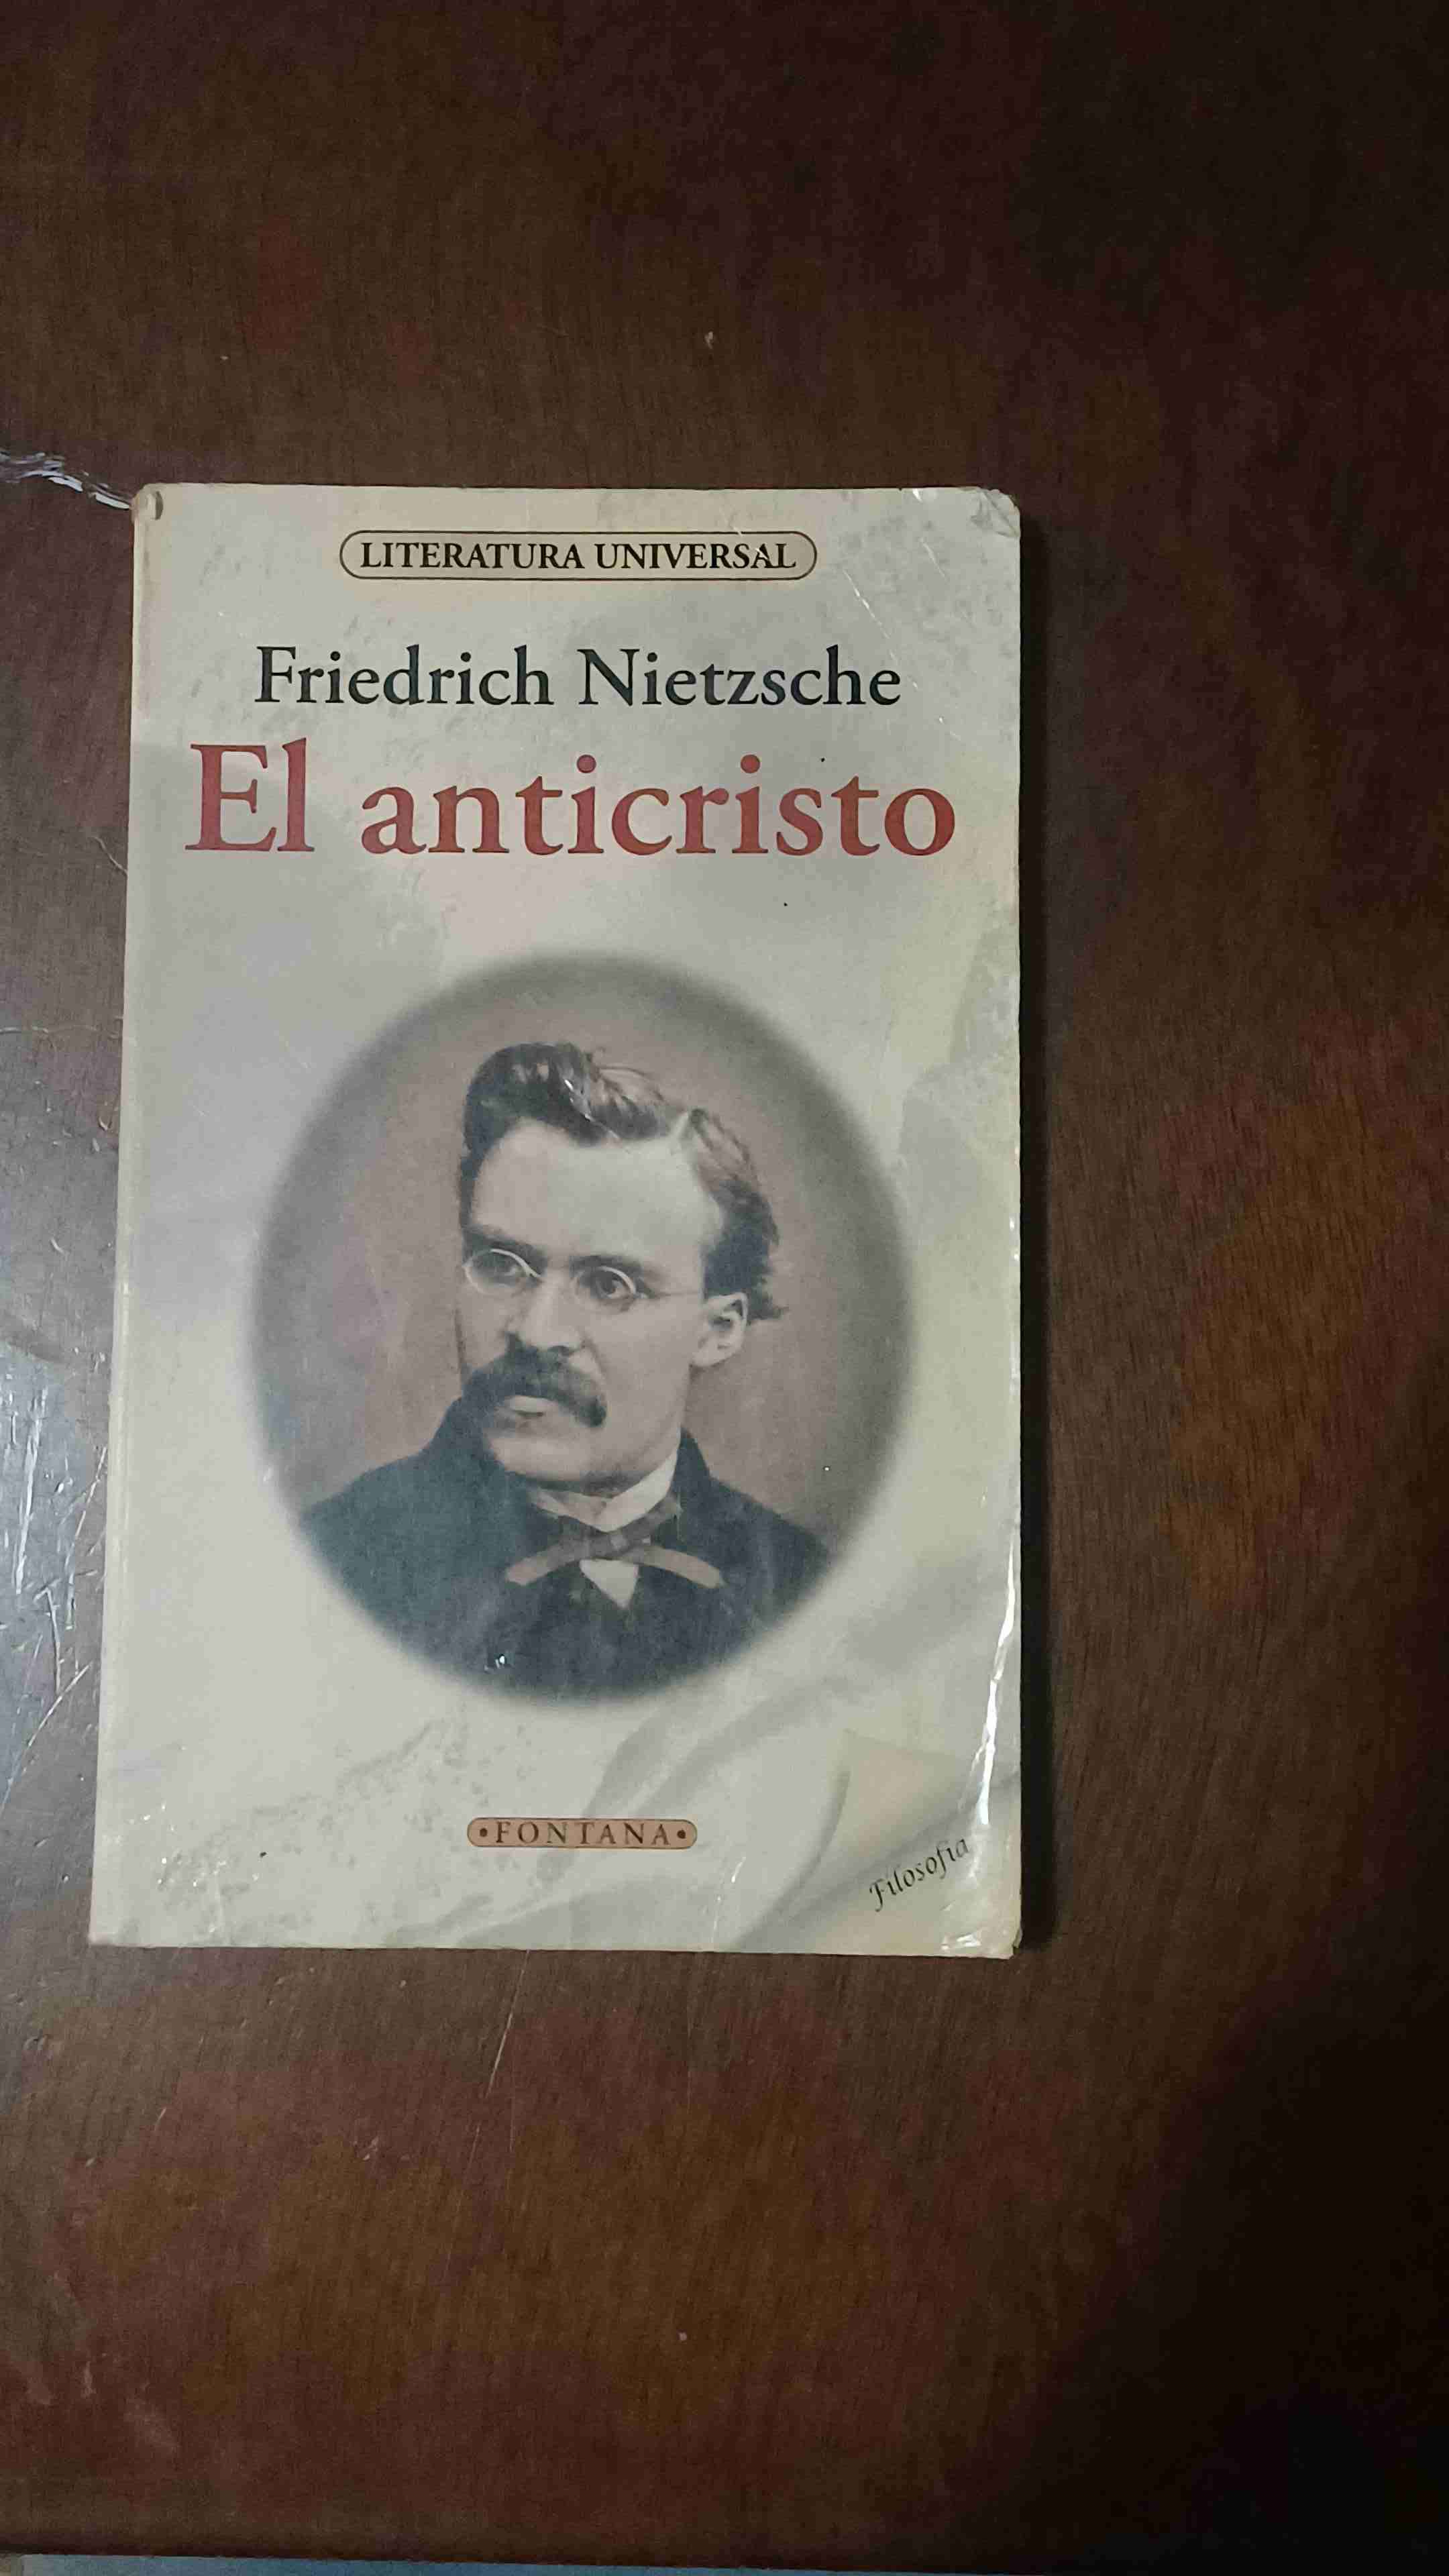 LITERATURA UNIVERSAL
Friedrich Nietzsche
El anticristo
•FONTANA•
Filosofía